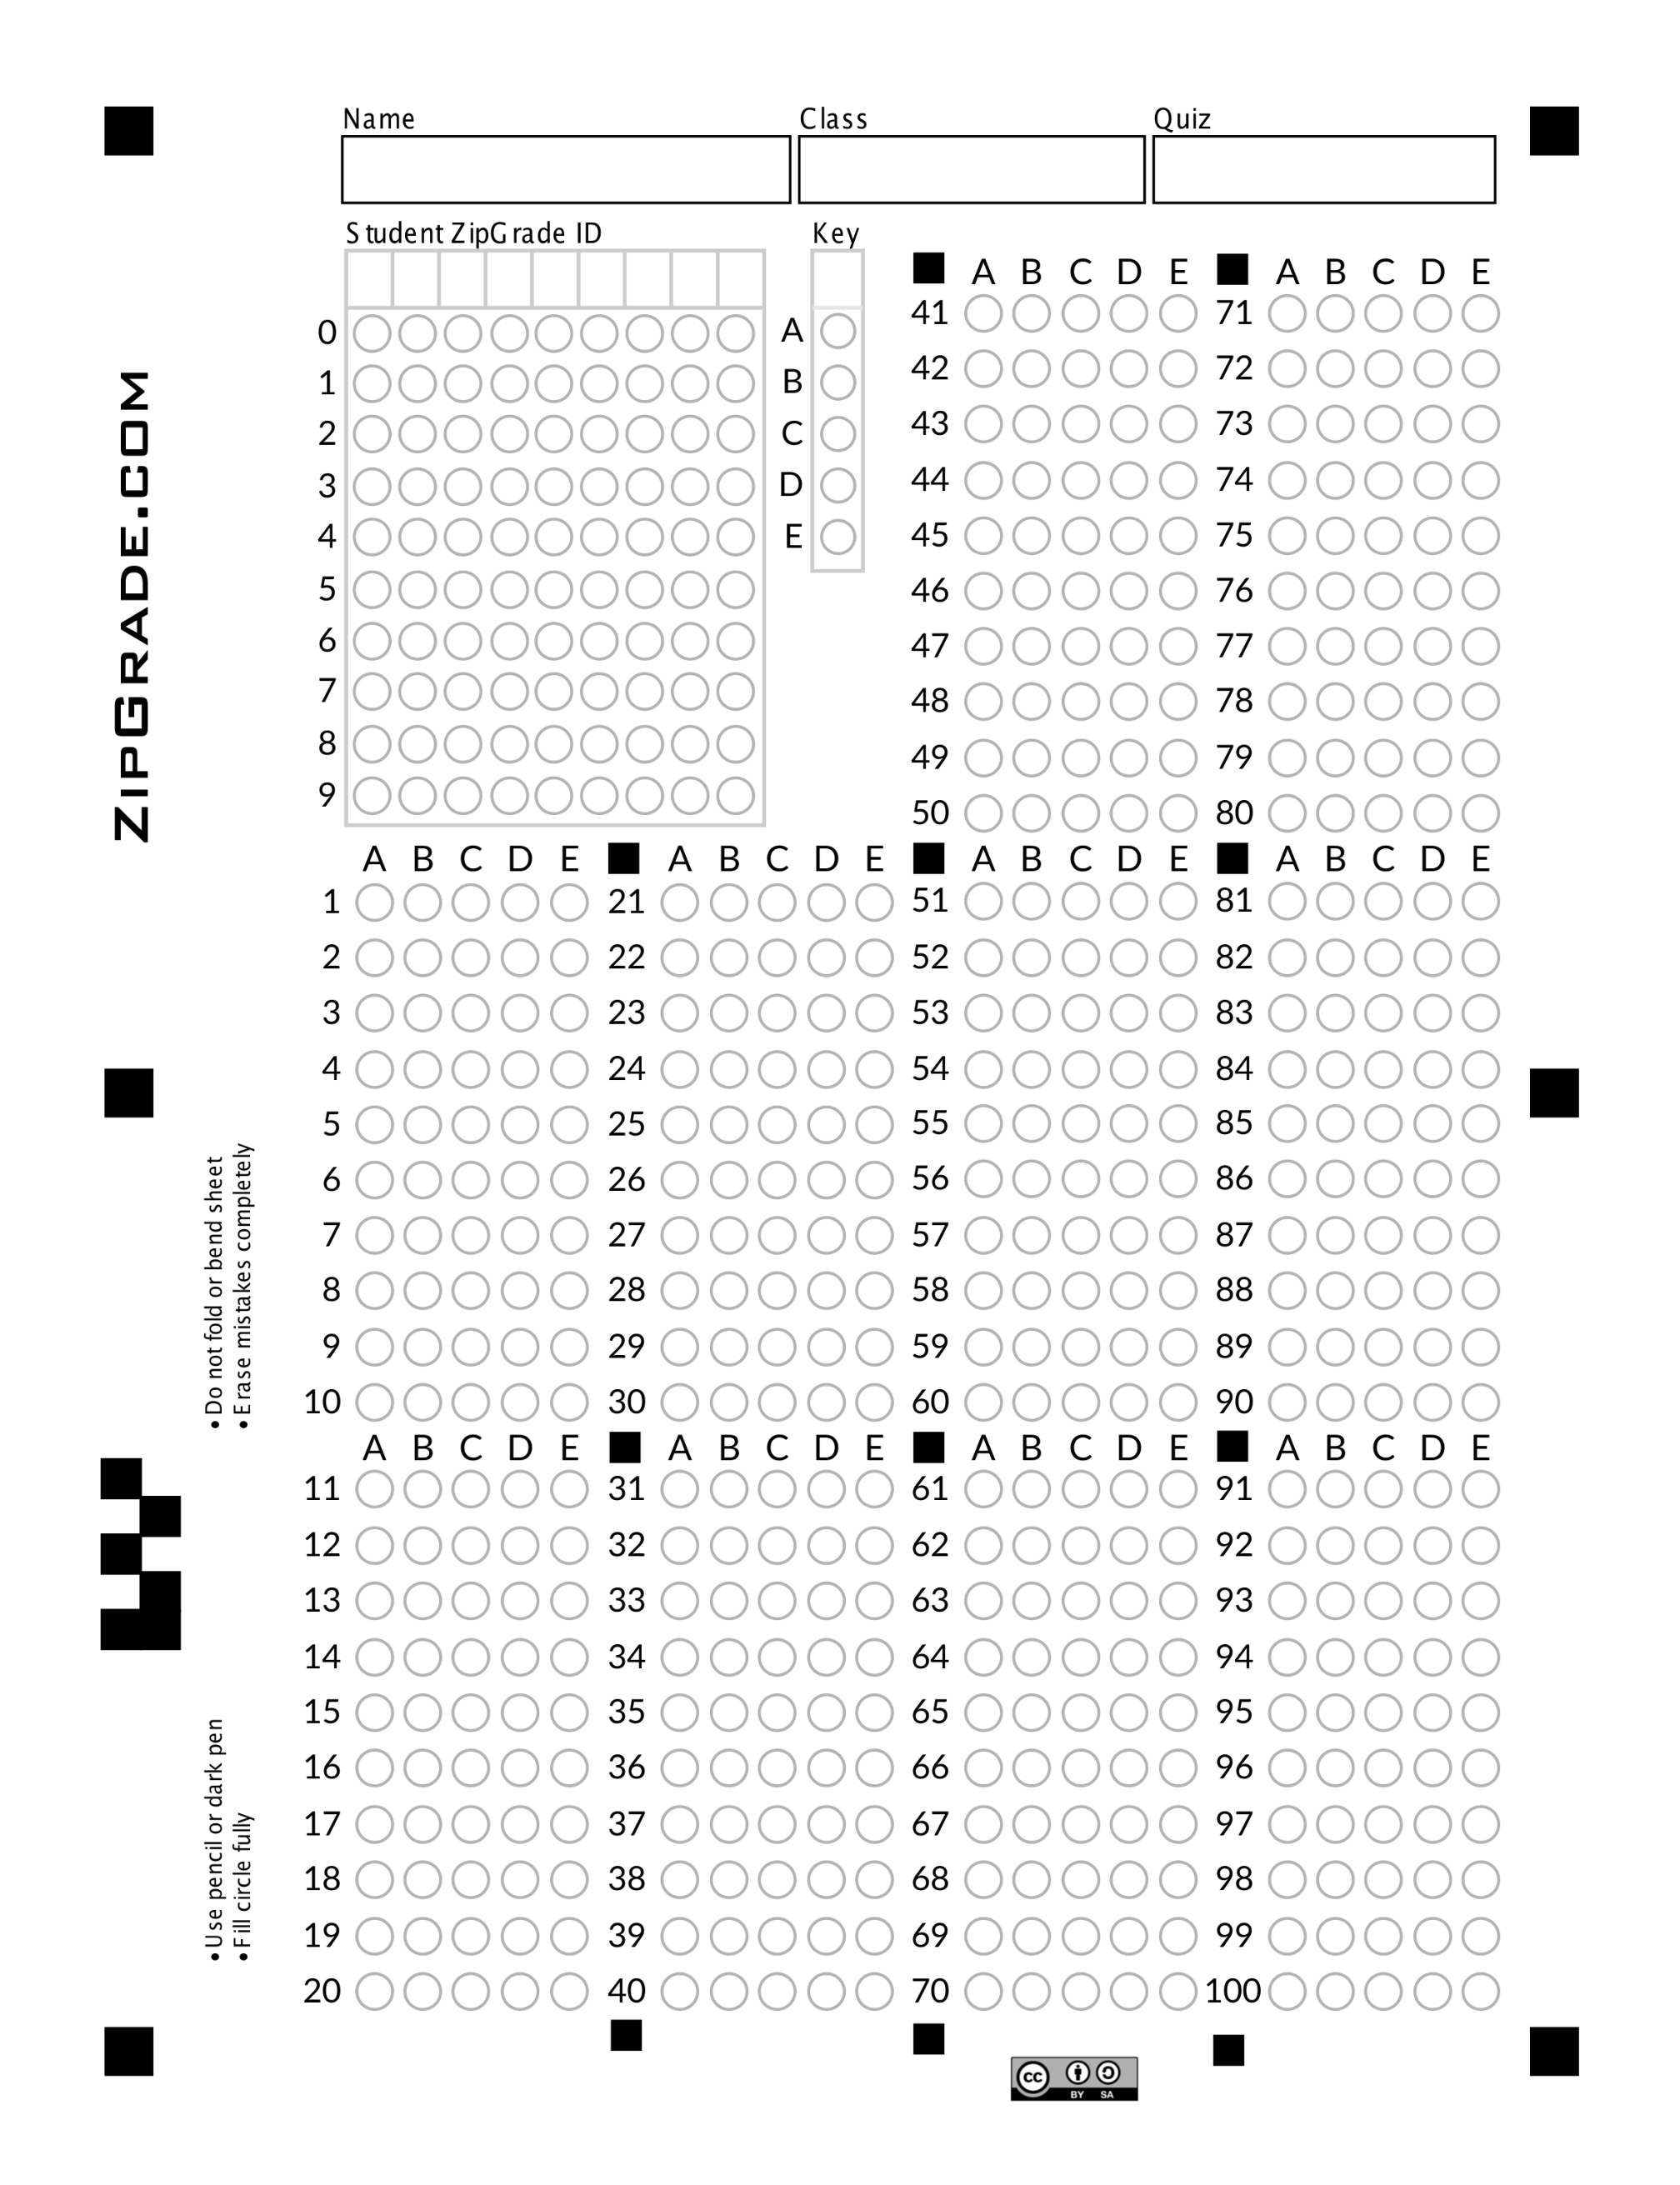 Name Class Quiz
Student ZipGrade ID Key
A B C D E A B C D E
41 71
0 A
42 72
1 B
43 73
2 C
44 74
3 D
45 75
4 E
46 76
5
47 77
6
48 78
7
49 79
8
50 80
9
A B C D E A B C D E A B C D E A B C D E
1 21 51 81
2 22 52 82
3 23 53 83
4 24 54 84
5 25 55 85
6 26 56 86
7 27 57 87
8 28 58 88
9 29 59 89
10 30 60 90
A B C D E A B C D E A B C D E A B C D E
11 31 61 91
12 32 62 92
13 33 63 93
14 34 64 94
15 35 65 95
16 36 66 96
17 37 67 97
18 38 68 98
19 39 69 99
20 40 70 100
ZIPGRADE.COM
•Do not fold or bend sheet
•Erase mistakes completely
•Use pencil or dark pen
•Fill circle fully
cc
BY SA